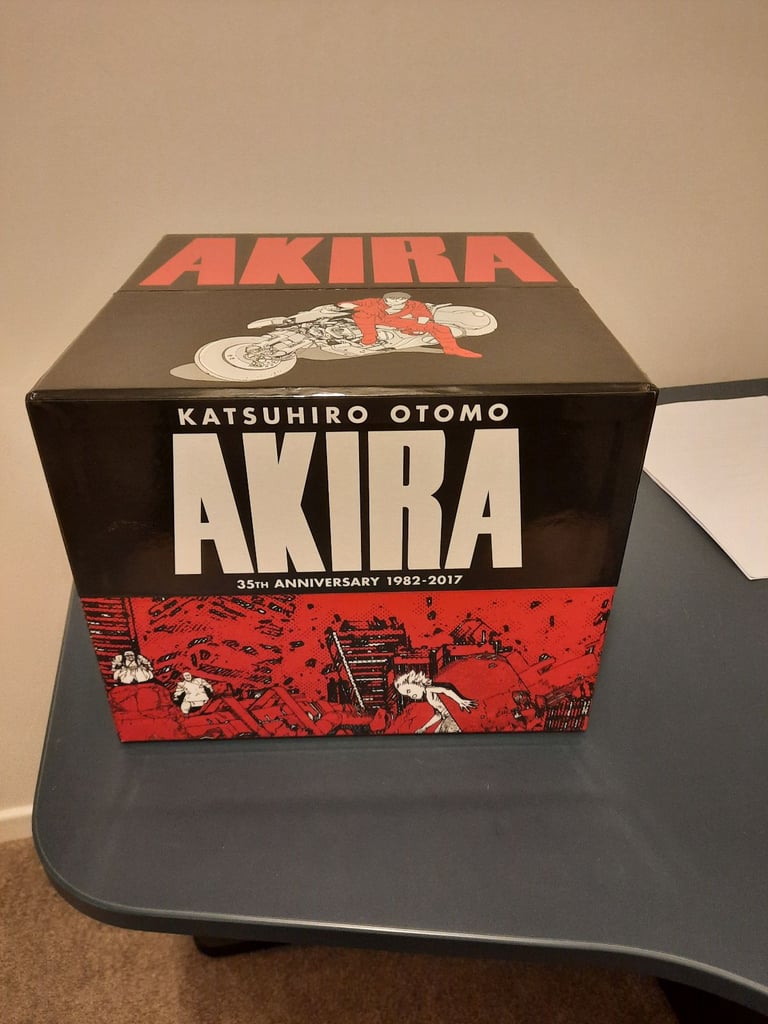 AKIRA
KATSUHIRO OTOMO
AKIRA
35TH ANNIVERSARY 1982-2017